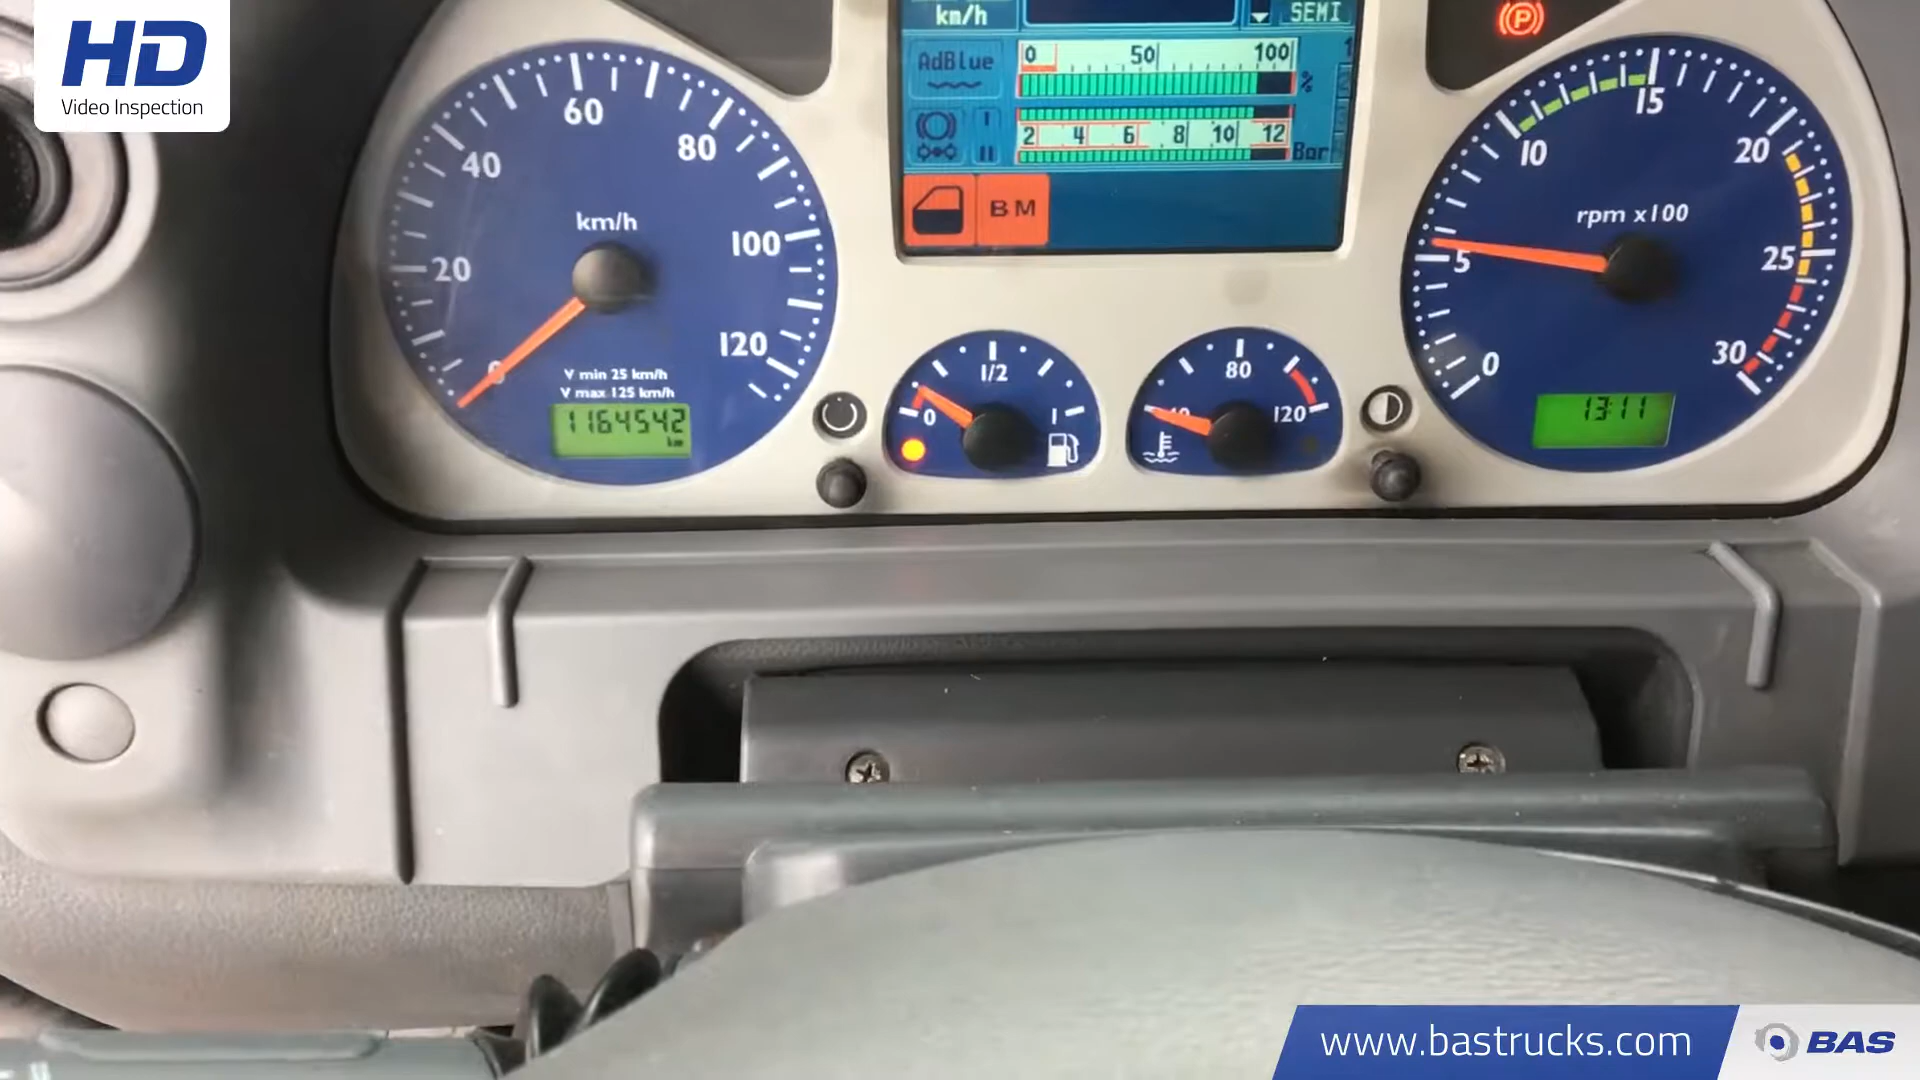 HD
Video Inspection
km/h
SEMI
AdBlue
0 50 100
%
I
II
2 4 6 8 10 12
Bar
BM
P
0 20 40 60 80 100 120
km/h
V min 25 km/h
V max 125 km/h
1164542
km
0 1/2 1
80 120
0 5 10 15 20 25 30
rpm x100
13:11
www.bastrucks.com
BAS